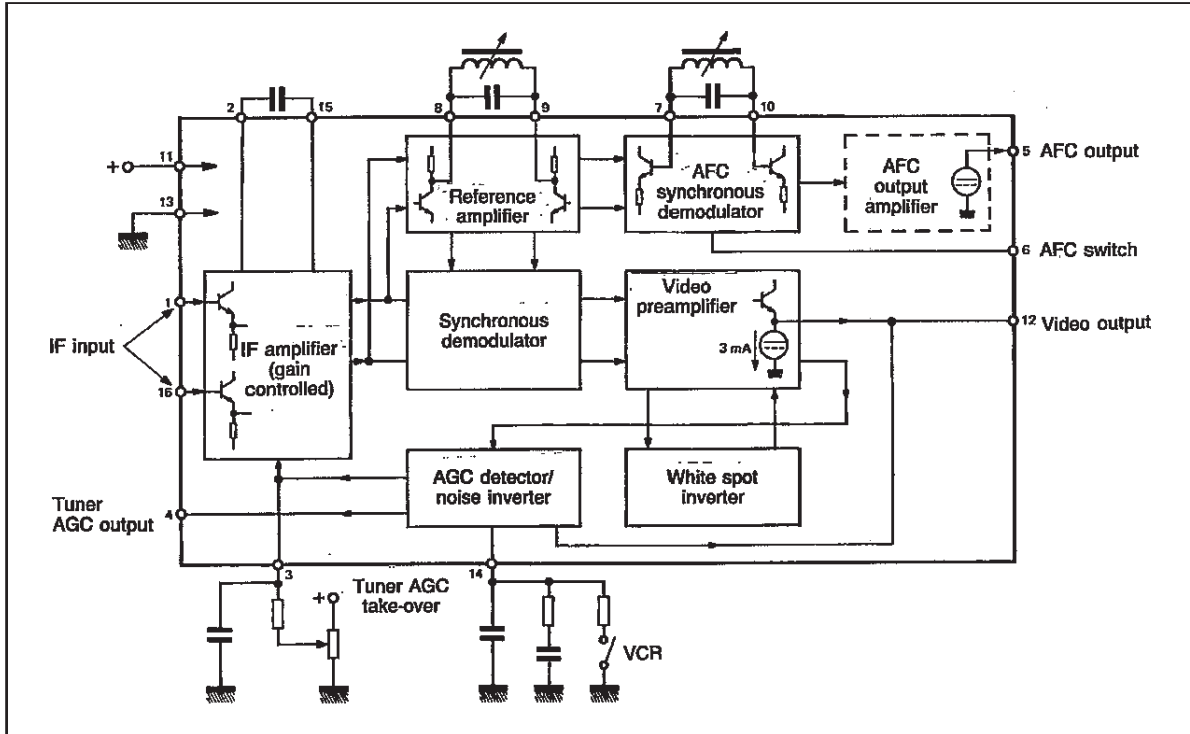 2
15
8
9
7
10
+
11
13
Reference
amplifier
AFC
synchronous
demodulator
AFC
output
amplifier
5 AFC output
6 AFC switch
1
IF input
16
IF amplifier
(gain
controlled)
Synchronous
demodulator
Video
preamplifier
3 mA
12 Video output
AGC detector/
noise inverter
White spot
inverter
Tuner
AGC output
4
3
14
Tuner AGC
take-over
+
VCR